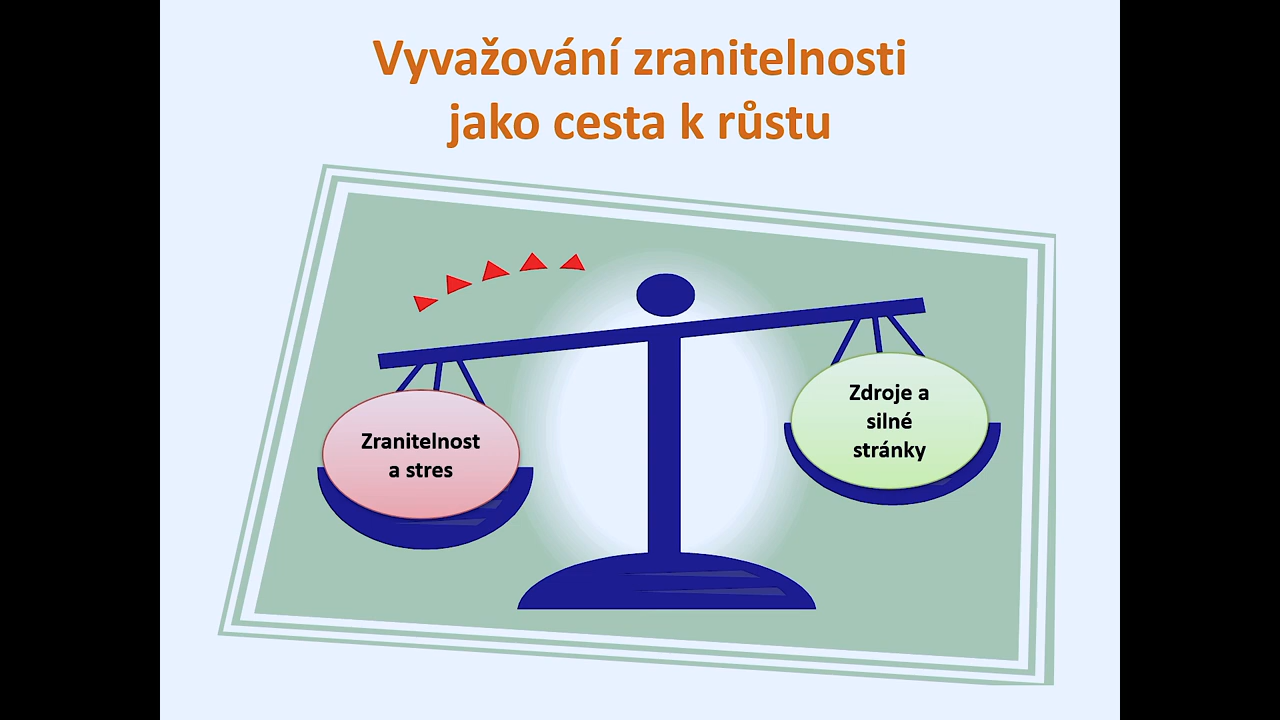 Vyvažování zranitelnosti
jako cesta k růstu
Zranitelnost
a stres
Zdroje a
silné
stránky